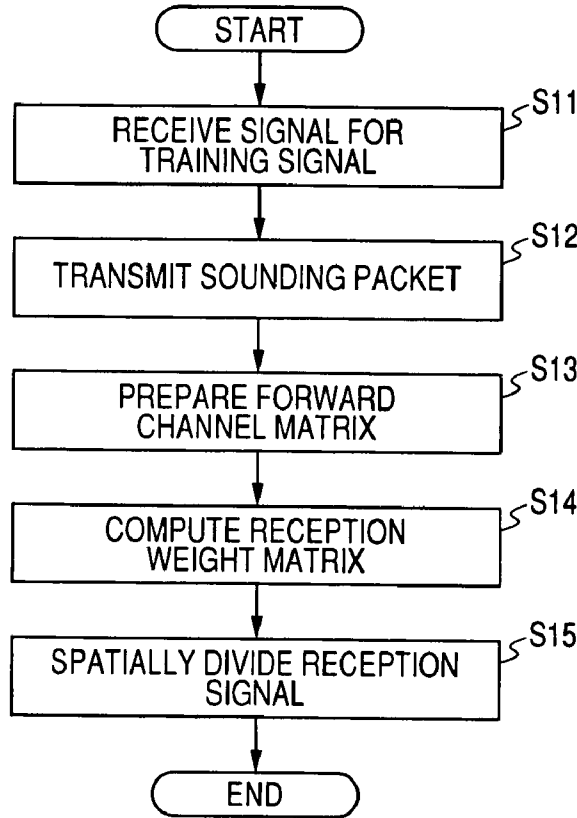 START
S11
RECEIVE SIGNAL FOR
TRAINING SIGNAL
S12
TRANSMIT SOUNDING PACKET
S13
PREPARE FORWARD
CHANNEL MATRIX
S14
COMPUTE RECEPTION
WEIGHT MATRIX
S15
SPATIALLY DIVIDE RECEPTION
SIGNAL
END